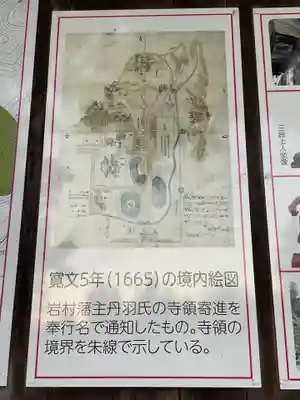 寛文5年(1665)の境内絵図
岩村藩主丹羽氏の寺領寄進を
奉行名で通知したもの。寺領の
境界を朱線で示している。